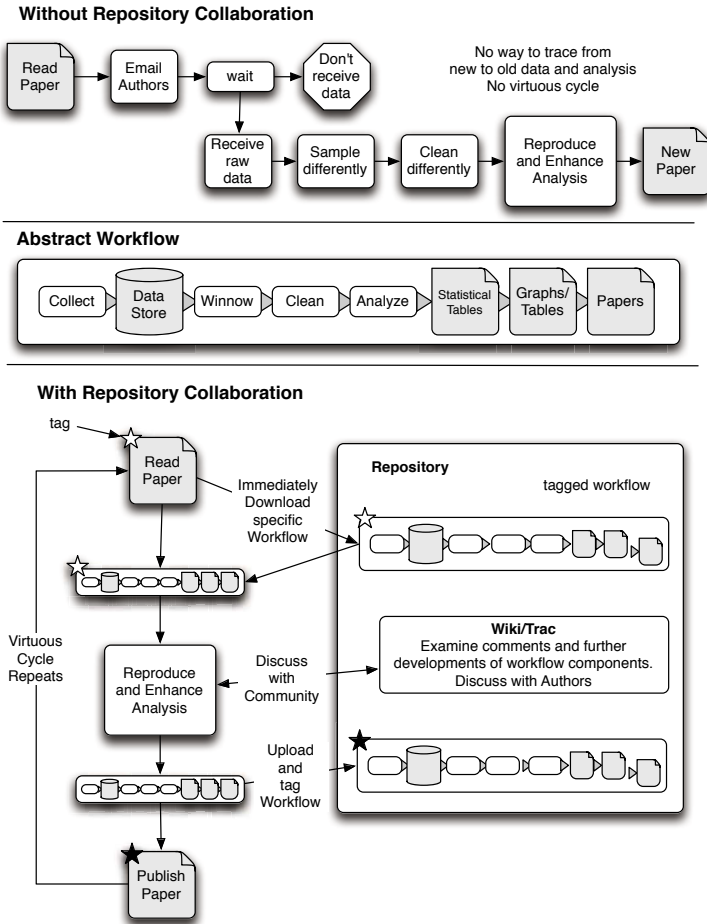 Without Repository Collaboration
Read
Paper
Email
Authors
wait
Don't
receive
data
No way to trace from
new to old data and analysis
No virtuous cycle
Receive
raw
data
Sample
differently
Clean
differently
Reproduce
and Enhance
Analysis
New
Paper
Abstract Workflow
Collect
Data
Store
Winnow
Clean
Analyze
Statistical
Tables
Graphs/
Tables
Papers
With Repository Collaboration
tag
Read
Paper
Immediately
Download
specific
Workflow
Repository
tagged workflow
Virtuous
Cycle
Repeats
Reproduce
and Enhance
Analysis
Discuss
with
Community
Wiki/Trac
Examine comments and further
developments of workflow components.
Discuss with Authors
Upload
and
tag
Workflow
Publish
Paper